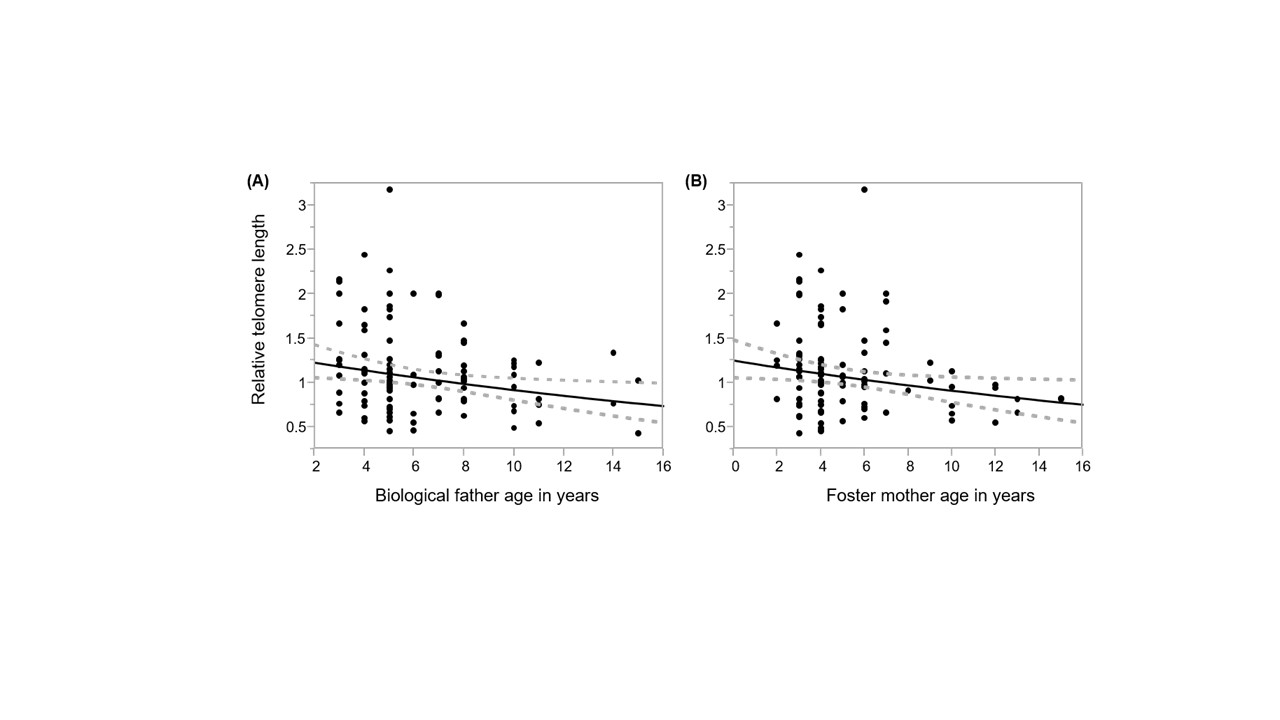 (A)
(B)
Relative telomere length
3
2.5
2
1.5
1
0.5
2 4 6 8 10 12 14 16
Biological father age in years
3
2.5
2
1.5
1
0.5
0 2 4 6 8 10 12 14 16
Foster mother age in years